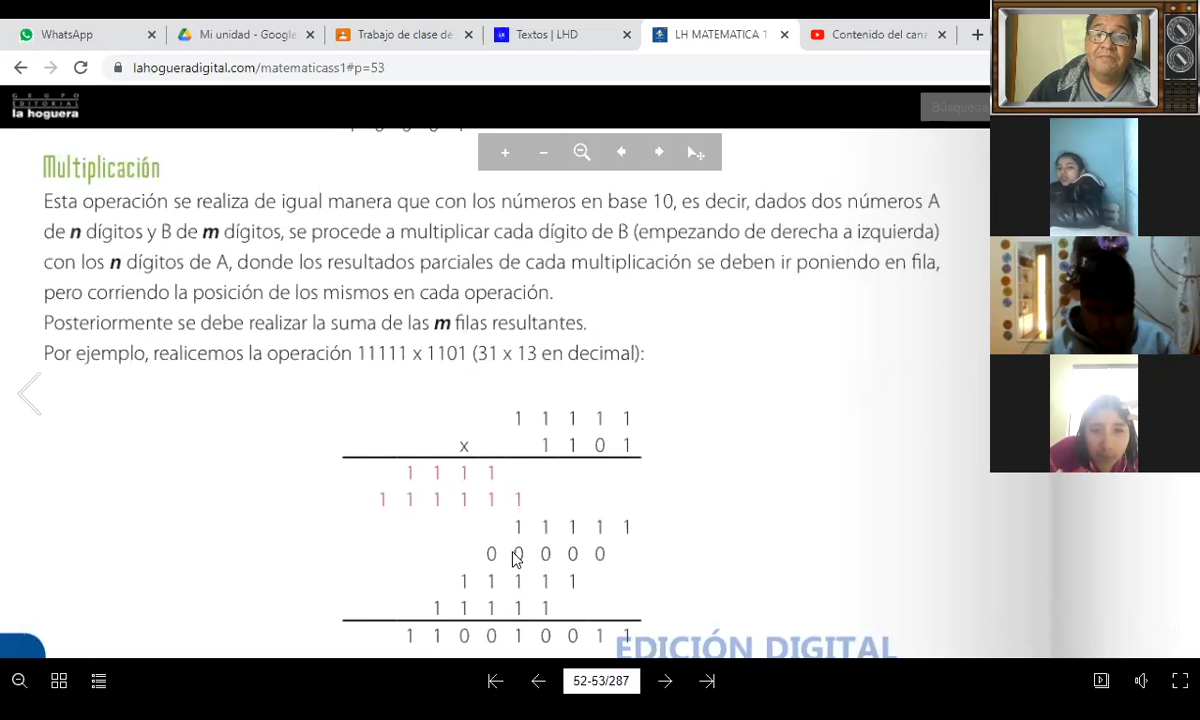 WhatsApp
Mi unidad - Google
Trabajo de clase de
Textos | LHD
LH MATEMATICA 1
Contenido del cana
lahogueradigital.com/matematicass1#p=53
GRUPO
EDITORIAL
la hoguera
Búsqueda
Multiplicación
Esta operación se realiza de igual manera que con los números en base 10, es decir, dados dos números A
de n dígitos y B de m dígitos, se procede a multiplicar cada dígito de B (empezando de derecha a izquierda)
con los n dígitos de A, donde los resultados parciales de cada multiplicación se deben ir poniendo en fila,
pero corriendo la posición de los mismos en cada operación.
Posteriormente se debe realizar la suma de las m filas resultantes.
Por ejemplo, realicemos la operación 11111 x 1101 (31 x 13 en decimal):
1 1 1 1 1
x 1 1 0 1
1 1 1 1
1 1 1 1 1 1
1 1 1 1 1
0 0 0 0 0
1 1 1 1 1
1 1 1 1 1
1 1 0 0 1 0 0 1 1
EDICIÓN DIGITAL
52-53/287